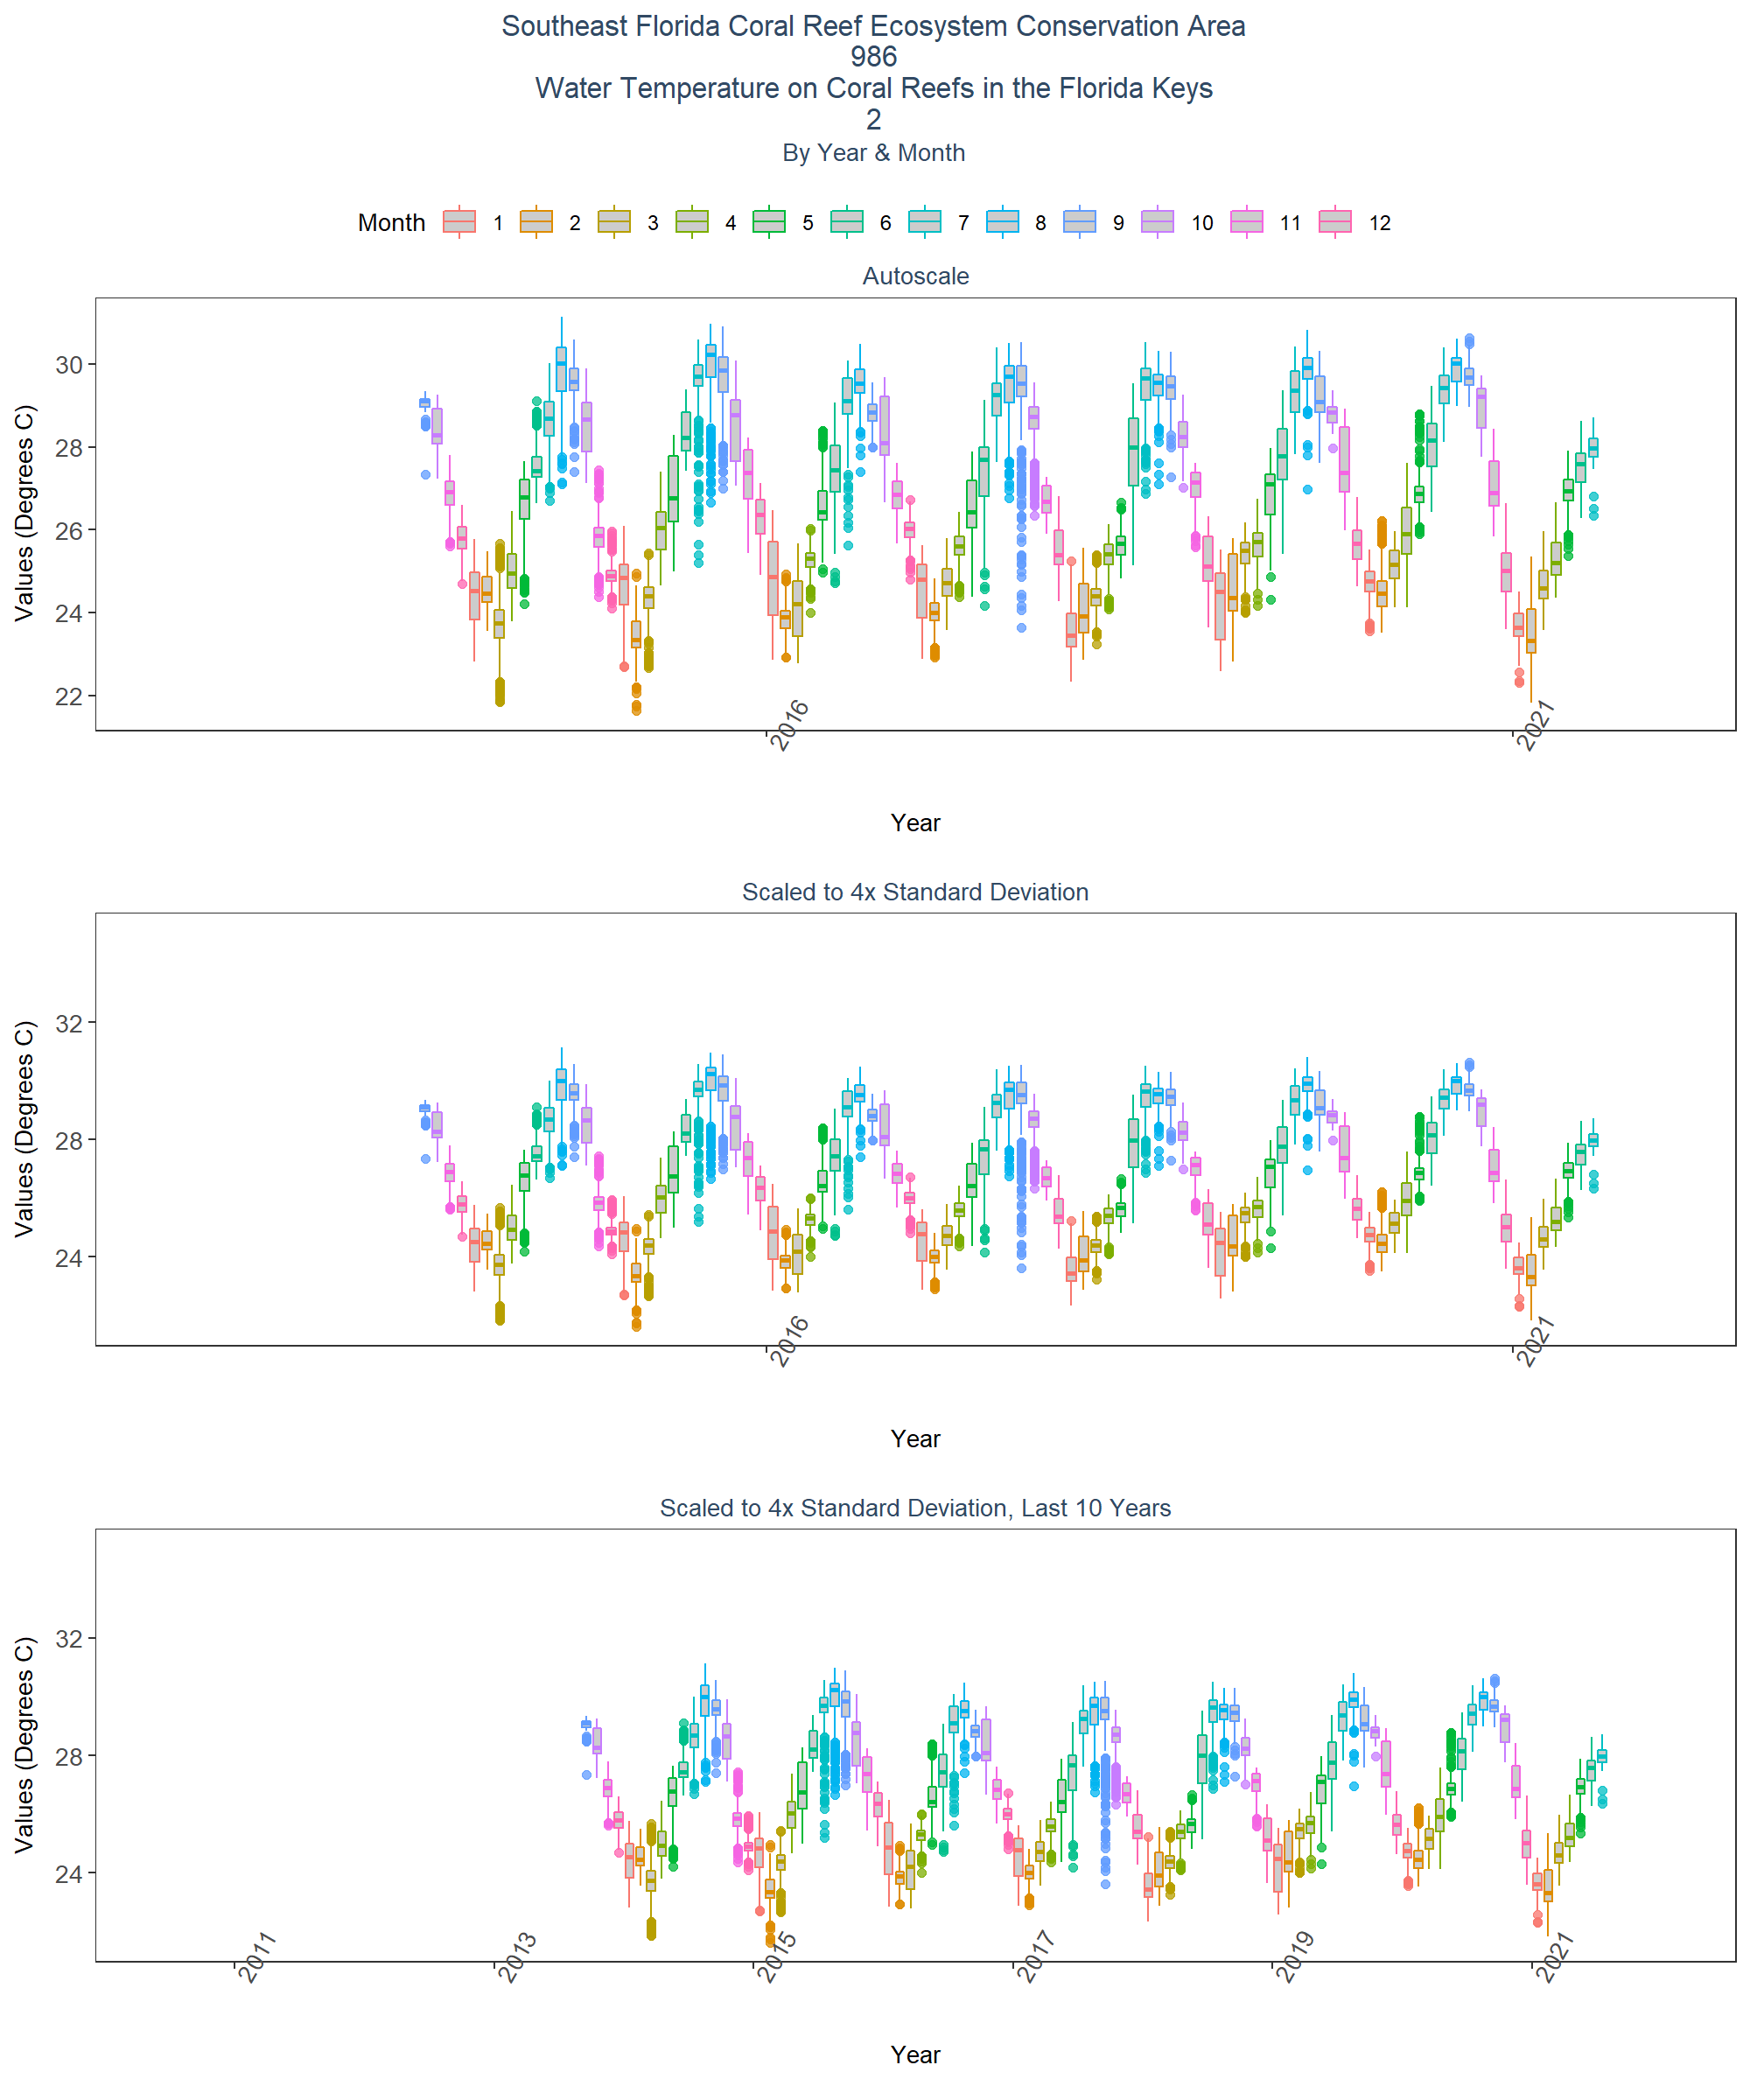 Southeast Florida Coral Reef Ecosystem Conservation Area
986
Water Temperature on Coral Reefs in the Florida Keys
2
By Year & Month
Month 1 2 3 4 5 6 7 8 9 10 11 12
Autoscale
Values (Degrees C)
30
28
26
24
22
2016 2021
Year
Scaled to 4x Standard Deviation
Values (Degrees C)
32
28
24
2016 2021
Year
Scaled to 4x Standard Deviation, Last 10 Years
Values (Degrees C)
32
28
24
2011 2013 2015 2017 2019 2021
Year